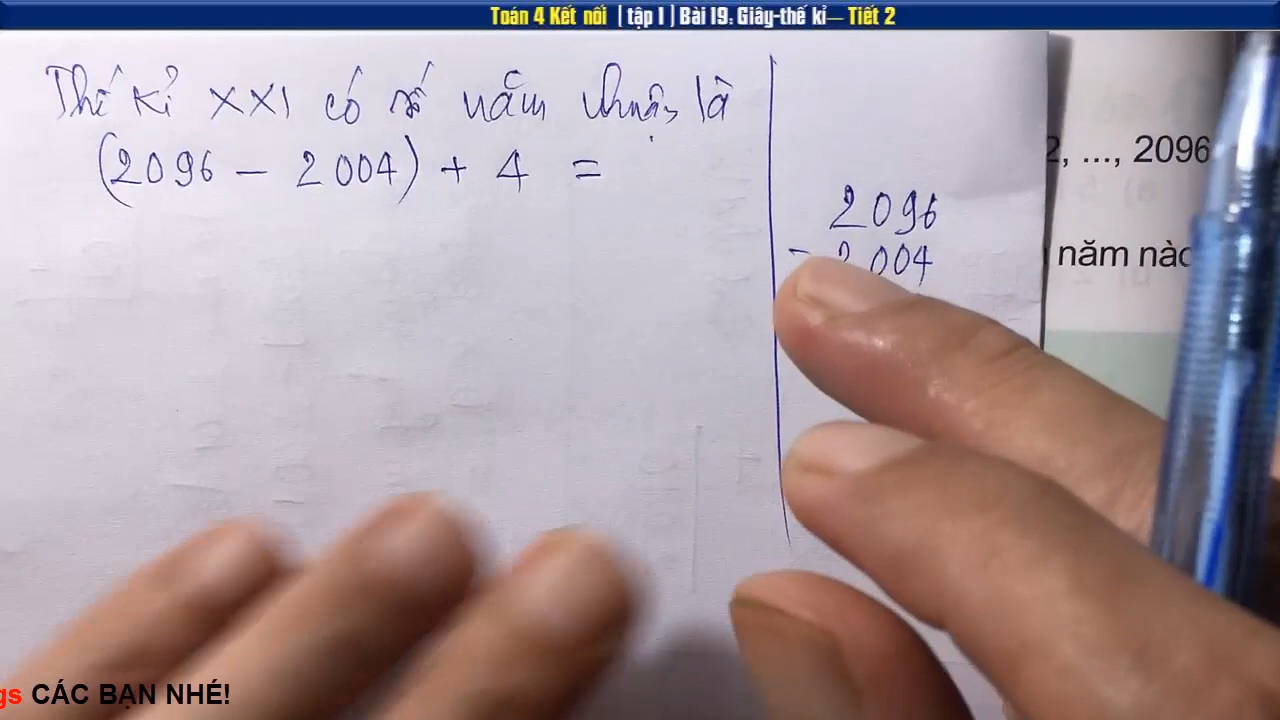 Toán 4 Kết nối ( tập 1 ) Bài 19: Giây-thế kỉ– Tiết 2
Thế kỉ XXI có số năm nhuận là
(2096 – 2004) + 4 =
2, ..., 2096
2096
- 2004
năm nào
gs CÁC BẠN NHÉ!